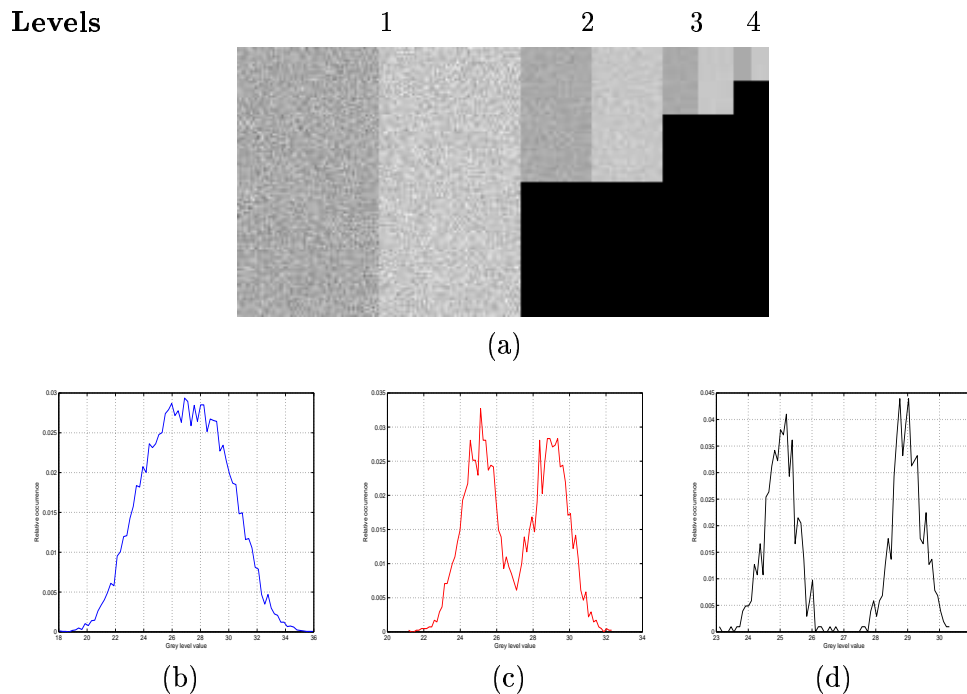 Levels 1 2 3 4
(a)
0.03
0.025
0.02
0.015
0.01
0.005
0
18 20 22 24 26 28 30 32 34 36
Relative occurrence
Grey level value
(b)
0.035
0.03
0.025
0.02
0.015
0.01
0.005
0
20 22 24 26 28 30 32 34
Relative occurrence
Grey level value
(c)
0.045
0.04
0.035
0.03
0.025
0.02
0.015
0.01
0.005
0
23 24 25 26 27 28 29 30
Relative occurrence
Grey level value
(d)